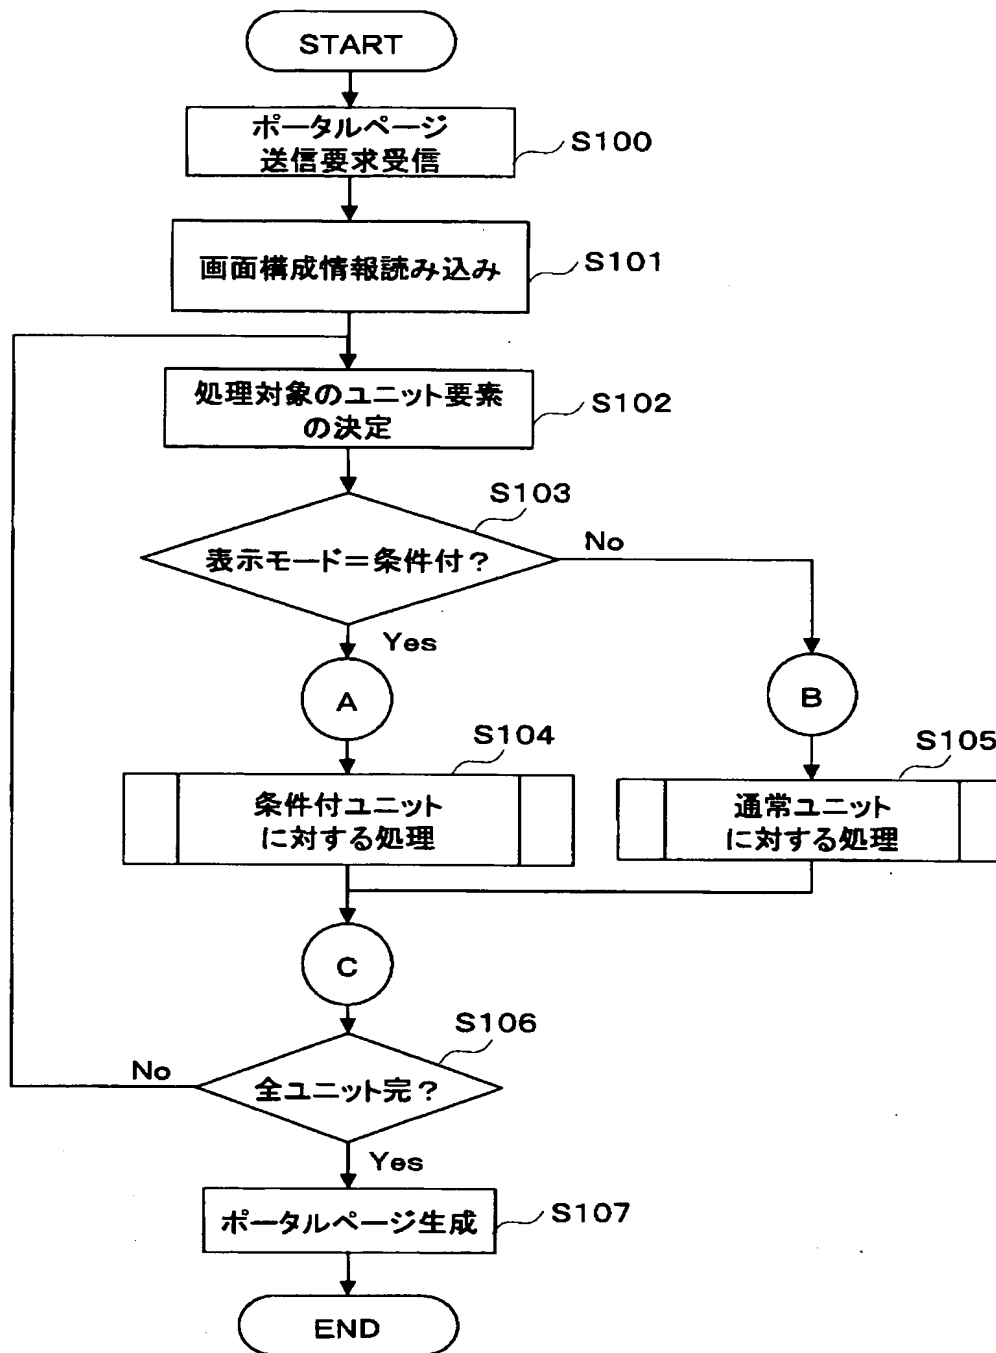 START
ポータルページ
送信要求受信
S100
画面構成情報読み込み
S101
処理対象のユニット要素
の決定
S102
S103
表示モード＝条件付？
No
Yes
A
B
S104
条件付ユニット
に対する処理
S105
通常ユニット
に対する処理
C
S106
全ユニット完？
No
Yes
ポータルページ生成
S107
END